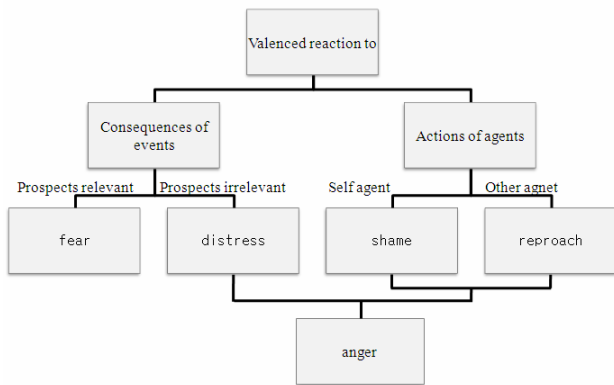 Valenced reaction to
Consequences of
events
Actions of agents
Prospects relevant
Prospects irrelevant
Self agent
Other agnet
fear
distress
shame
reproach
anger